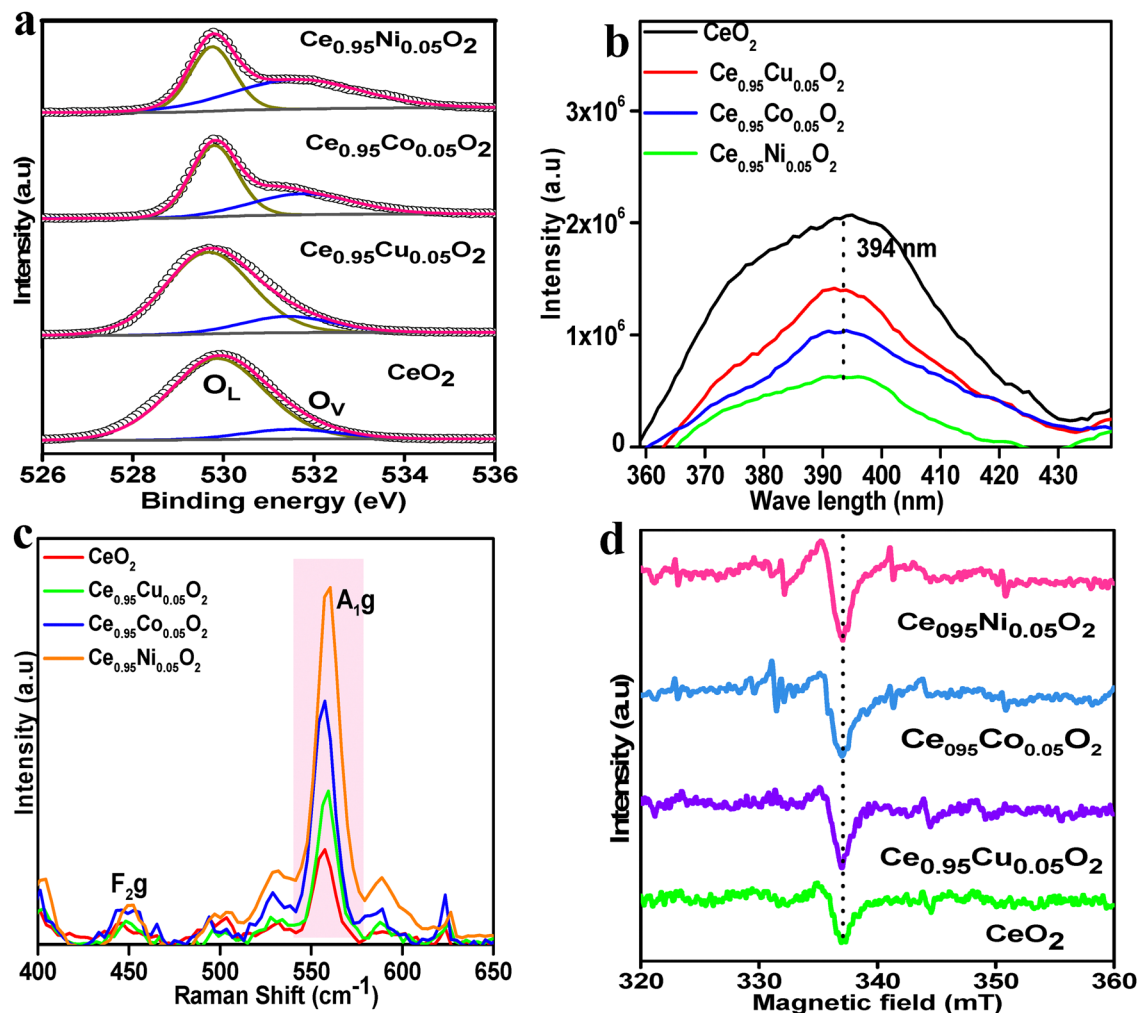 a
Ce0.95Ni0.05O2
Ce0.95Co0.05O2
Ce0.95Cu0.05O2
CeO2
OL
OV
Intensity (a.u)
526 528 530 532 534 536
Binding energy (eV)
b
CeO2
Ce0.95Cu0.05O2
Ce0.95Co0.05O2
Ce0.95Ni0.05O2
3x10^6
2x10^6
1x10^6
0
394 nm
Intensity (a.u)
360 370 380 390 400 410 420 430
Wave length (nm)
c
CeO2
Ce0.95Cu0.05O2
Ce0.95Co0.05O2
Ce0.95Ni0.05O2
A1g
F2g
Intensity (a.u)
400 450 500 550 600 650
Raman Shift (cm-1)
d
Ce095Ni0.05O2
Ce095Co0.05O2
Ce0.95Cu0.05O2
CeO2
Intensity (a.u)
320 330 340 350 360
Magnetic field (mT)